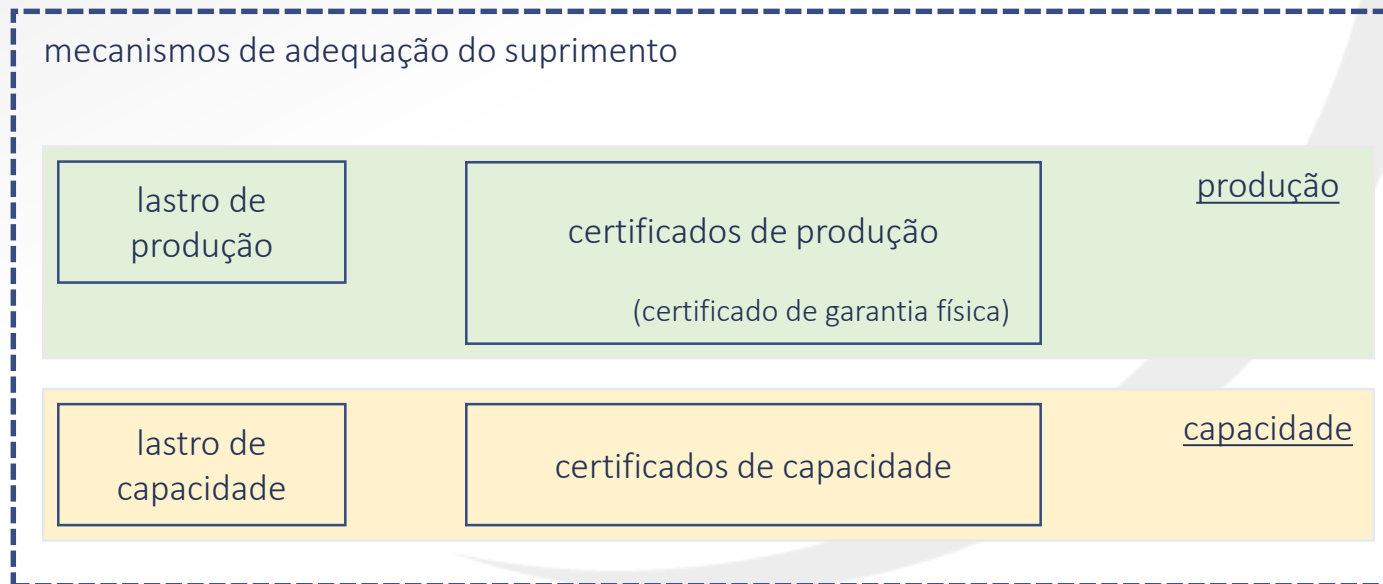 mecanismos de adequação do suprimento
lastro de
produção
certificados de produção
(certificado de garantia física)
produção
lastro de
capacidade
certificados de capacidade
capacidade